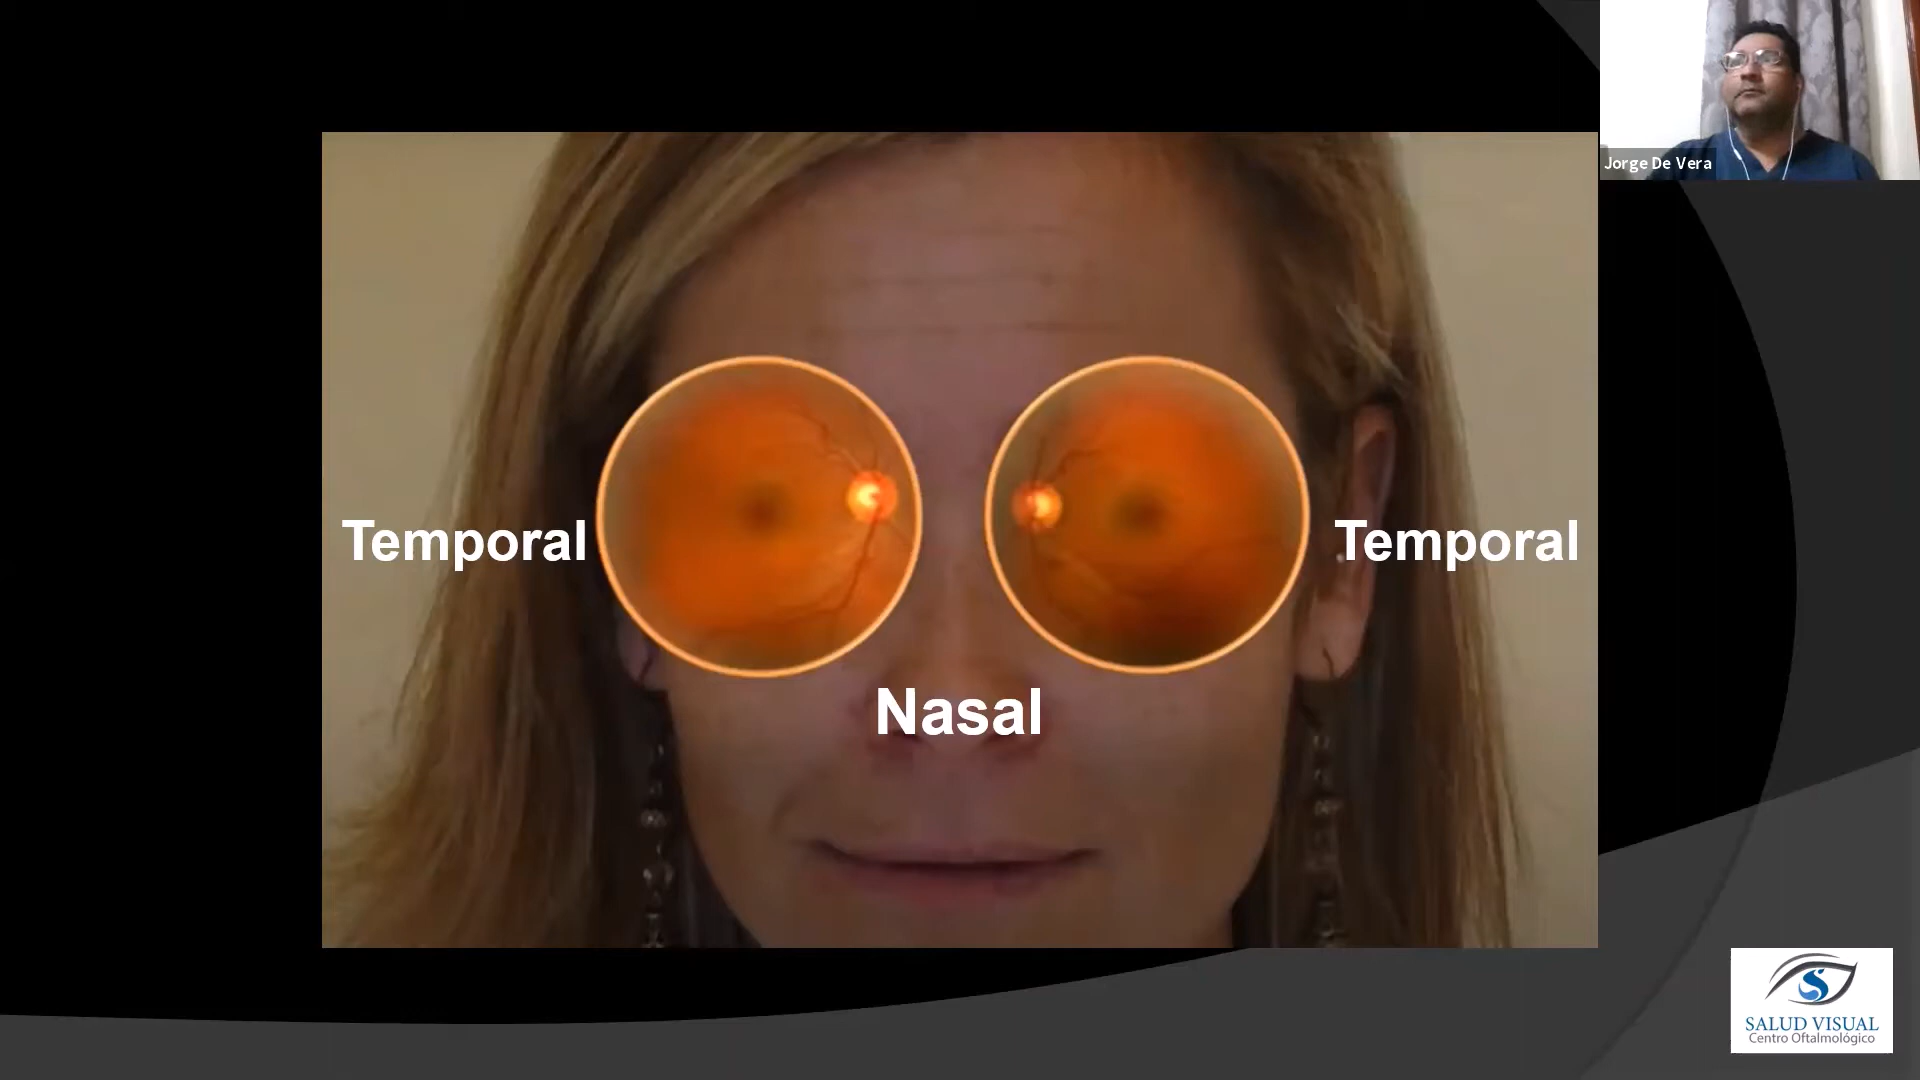 Jorge De Vera
Temporal
Temporal
Nasal
SALUD VISUAL
Centro Oftalmológico